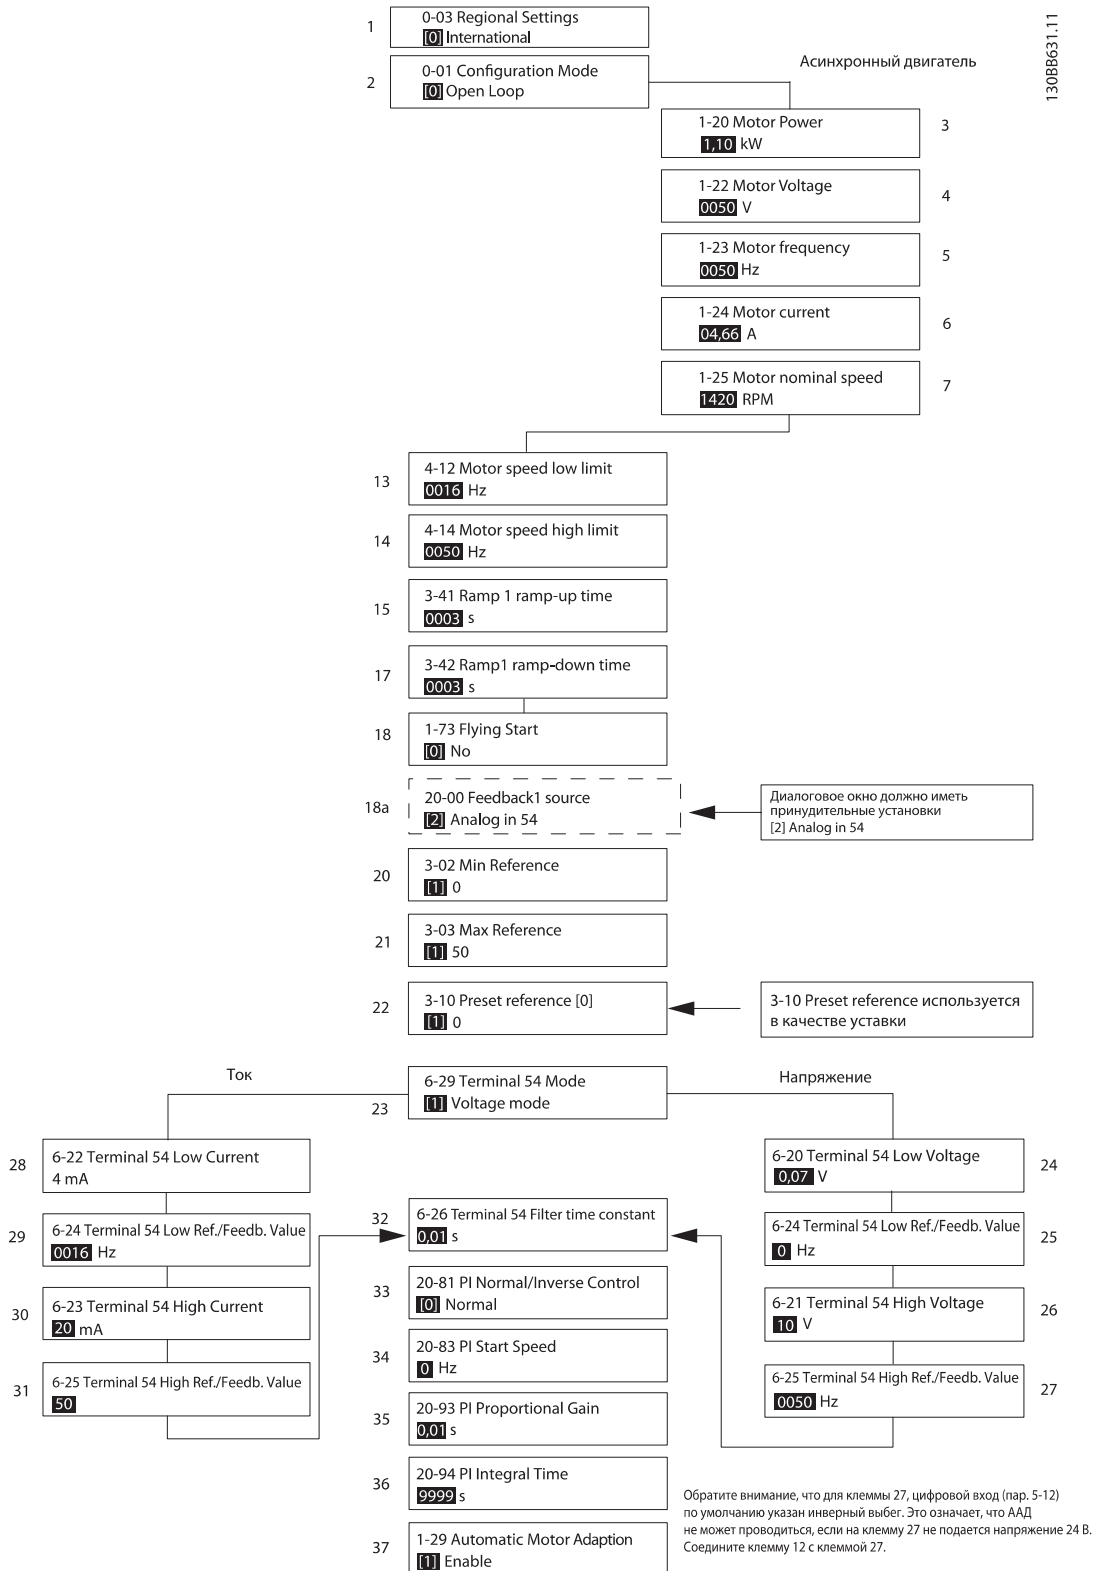 130BB631.11
1
0-03 Regional Settings
[0] International
2
0-01 Configuration Mode
[0] Open Loop
Асинхронный двигатель
1-20 Motor Power
1,10 kW
3
1-22 Motor Voltage
0050 V
4
1-23 Motor frequency
0050 Hz
5
1-24 Motor current
04,66 A
6
1-25 Motor nominal speed
1420 RPM
7
13
4-12 Motor speed low limit
0016 Hz
14
4-14 Motor speed high limit
0050 Hz
15
3-41 Ramp 1 ramp-up time
0003 s
17
3-42 Ramp1 ramp-down time
0003 s
18
1-73 Flying Start
[0] No
18a
20-00 Feedback1 source
[2] Analog in 54
Диалоговое окно должно иметь
принудительные установки
[2] Analog in 54
20
3-02 Min Reference
[1] 0
21
3-03 Max Reference
[1] 50
22
3-10 Preset reference [0]
[1] 0
3-10 Preset reference используется
в качестве уставки
Ток
23
6-29 Terminal 54 Mode
[1] Voltage mode
Напряжение
28
6-22 Terminal 54 Low Current
4 mA
29
6-24 Terminal 54 Low Ref./Feedb. Value
0016 Hz
30
6-23 Terminal 54 High Current
20 mA
31
6-25 Terminal 54 High Ref./Feedb. Value
50
6-20 Terminal 54 Low Voltage
0,07 V
24
6-24 Terminal 54 Low Ref./Feedb. Value
0 Hz
25
6-21 Terminal 54 High Voltage
10 V
26
6-25 Terminal 54 High Ref./Feedb. Value
0050 Hz
27
32
6-26 Terminal 54 Filter time constant
0,01 s
33
20-81 PI Normal/Inverse Control
[0] Normal
34
20-83 PI Start Speed
0 Hz
35
20-93 PI Proportional Gain
0,01 s
36
20-94 PI Integral Time
9999 s
37
1-29 Automatic Motor Adaption
[1] Enable
Обратите внимание, что для клеммы 27, цифровой вход (пар. 5-12)
по умолчанию указан инверный выбег. Это означает, что ААД
не может проводиться, если на клемму 27 не подается напряжение 24 В.
Соедините клемму 12 с клеммой 27.